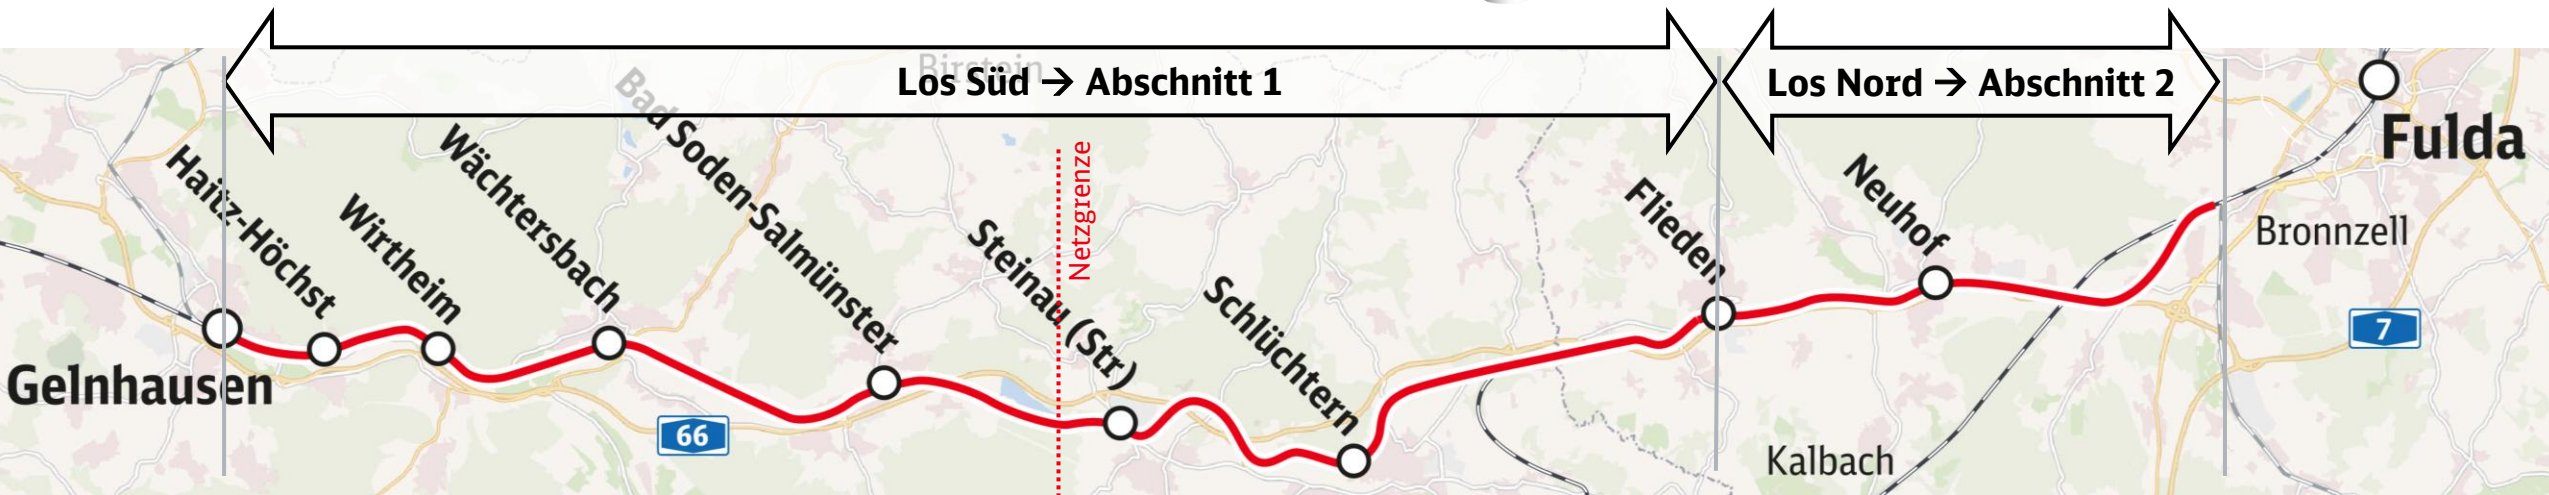 Birstein
Los Süd → Abschnitt 1
Los Nord → Abschnitt 2
Fulda
Haitz-Höchst
Wirtheim
Wächtersbach
Bad Soden-Salmünster
Steinau (Str)
Netzgrenze
Schlüchtern
Flieden
Neuhof
Bronnzell
Gelnhausen
66
7
Kalbach